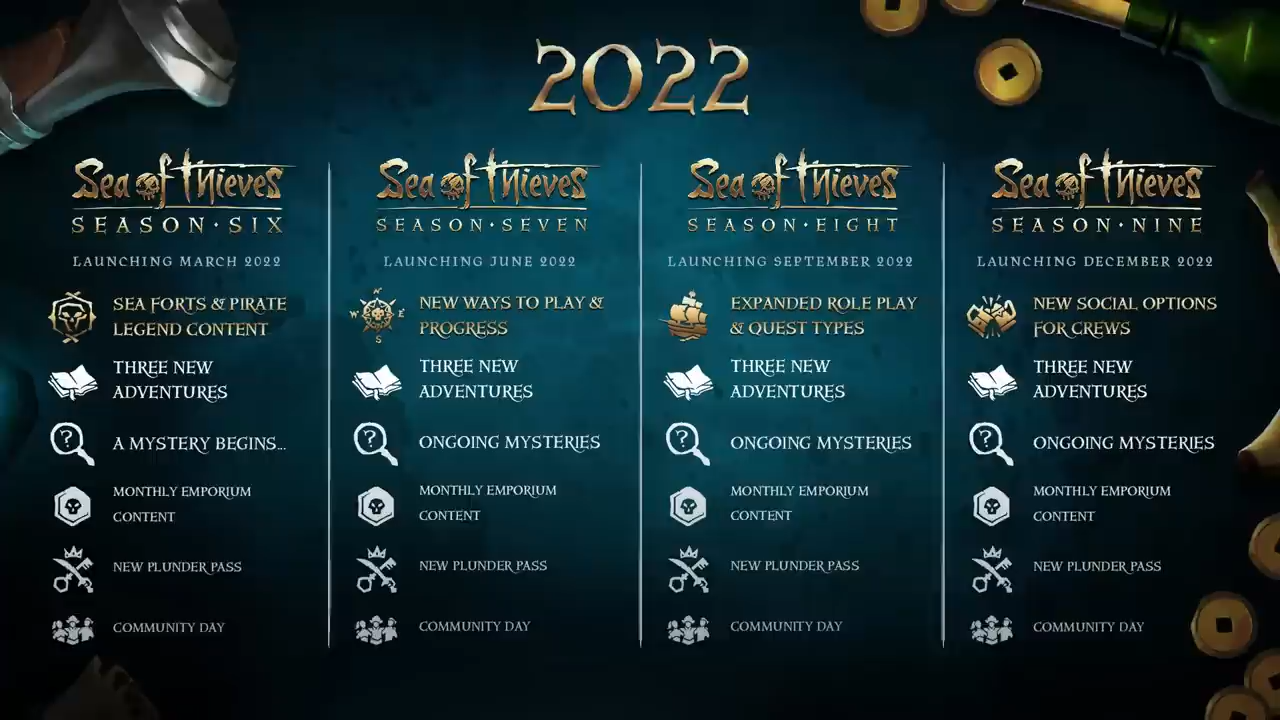 2022
Sea of Thieves
SEASON·SIX
LAUNCHING MARCH 2022
SEA FORTS & PIRATE
LEGEND CONTENT
THREE NEW
ADVENTURES
A MYSTERY BEGINS...
MONTHLY EMPORIUM
CONTENT
NEW PLUNDER PASS
COMMUNITY DAY
Sea of Thieves
SEASON·SEVEN
LAUNCHING JUNE 2022
N
W E
S
NEW WAYS TO PLAY &
PROGRESS
THREE NEW
ADVENTURES
ONGOING MYSTERIES
MONTHLY EMPORIUM
CONTENT
NEW PLUNDER PASS
COMMUNITY DAY
Sea of Thieves
SEASON·EIGHT
LAUNCHING SEPTEMBER 2022
EXPANDED ROLE PLAY
& QUEST TYPES
THREE NEW
ADVENTURES
ONGOING MYSTERIES
MONTHLY EMPORIUM
CONTENT
NEW PLUNDER PASS
COMMUNITY DAY
Sea of Thieves
SEASON·NINE
LAUNCHING DECEMBER 2022
NEW SOCIAL OPTIONS
FOR CREWS
THREE NEW
ADVENTURES
ONGOING MYSTERIES
MONTHLY EMPORIUM
CONTENT
NEW PLUNDER PASS
COMMUNITY DAY